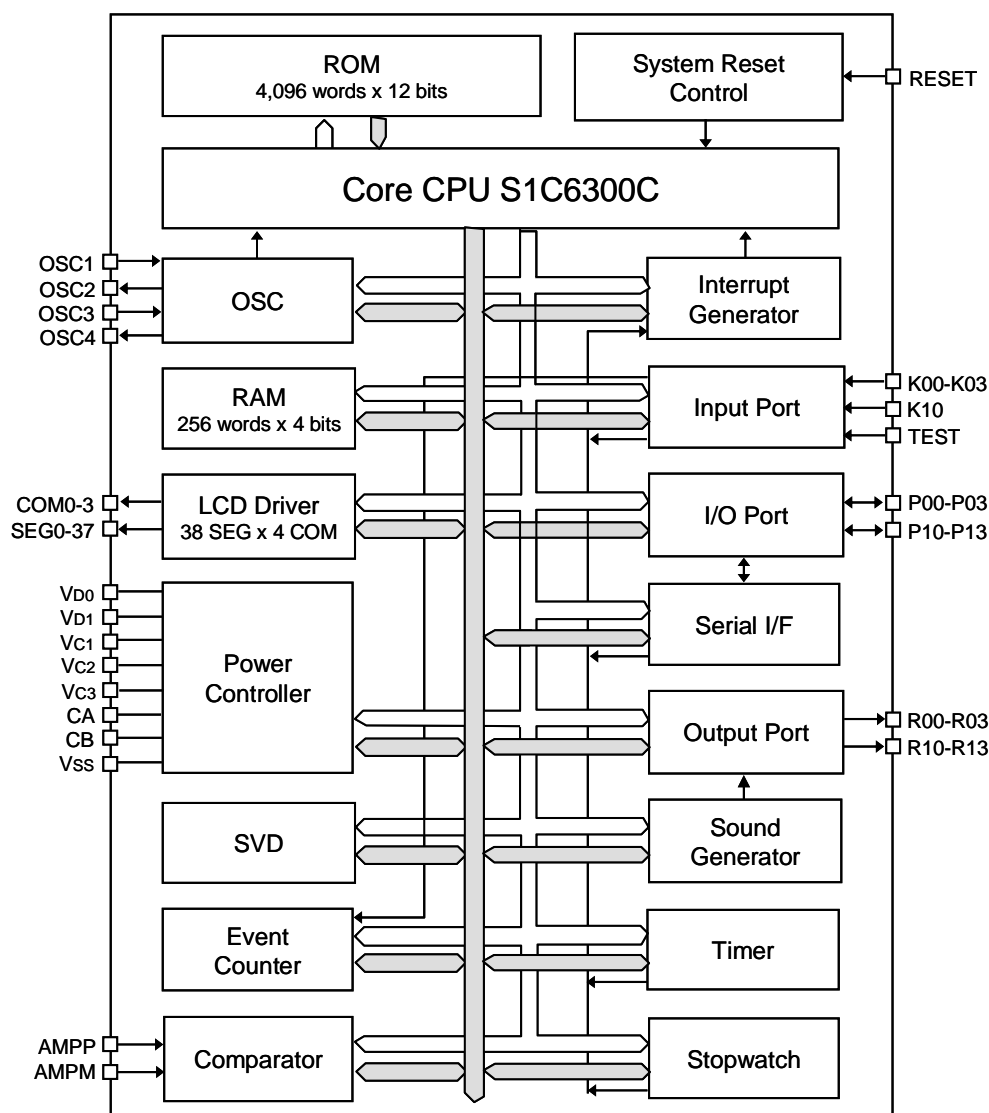 ROM
4,096 words x 12 bits
System Reset
Control
RESET
Core CPU S1C6300C
OSC1
OSC2
OSC3
OSC4
OSC
Interrupt
Generator
RAM
256 words x 4 bits
Input Port
K00-K03
K10
TEST
COM0-3
SEG0-37
LCD Driver
38 SEG x 4 COM
I/O Port
P00-P03
P10-P13
VD0
VD1
VC1
VC2
VC3
CA
CB
VSS
Power
Controller
Serial I/F
Output Port
R00-R03
R10-R13
SVD
Sound
Generator
Event
Counter
Timer
AMPP
AMPM
Comparator
Stopwatch